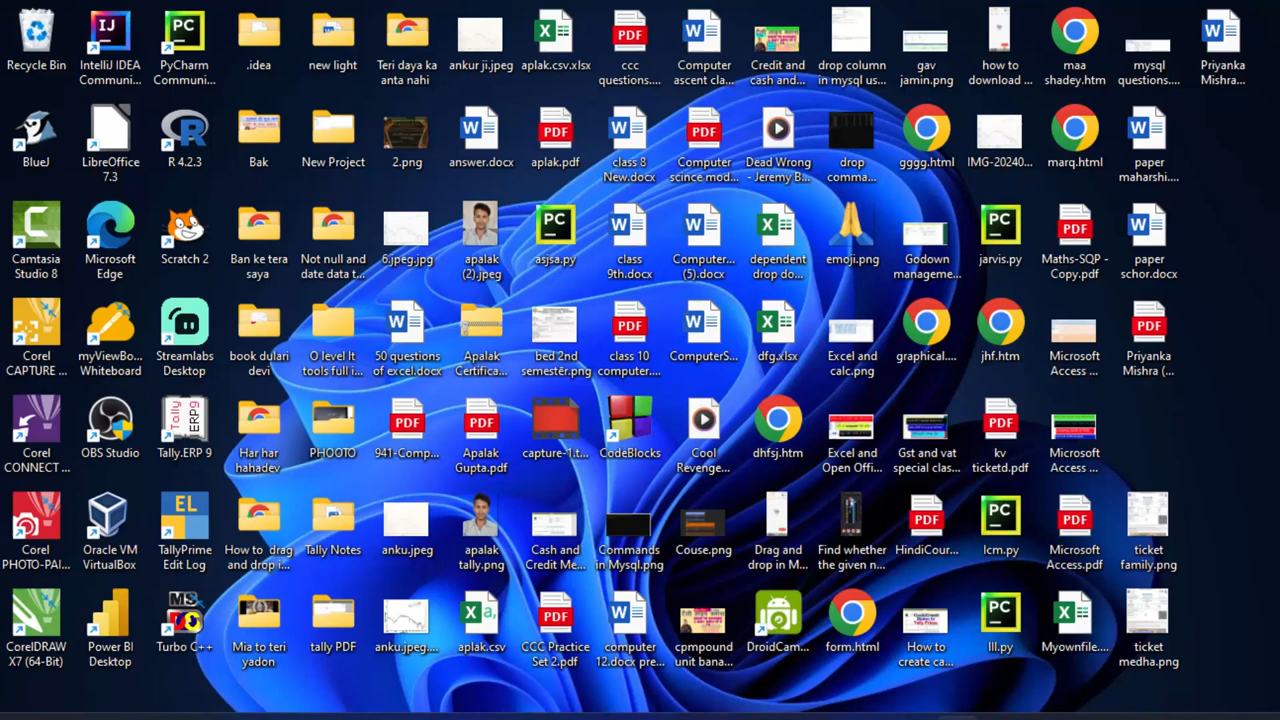 Recycle Bin
IntelliJ IDEA
Communi...
PyCharm
Communi...
.idea
new light
Teri daya ka
anta nahi
ankur ji.jpeg
aplak.csv.xlsx
ccc
questions....
Computer
ascent cla...
Credit and
cash and...
drop column
in mysql us...
gav
jamin.png
how to
download ...
maa
shadey.htm
mysql
questions....
Priyanka
Mishra...
BlueJ
LibreOffice
7.3
R 4.2.3
Bak
New Project
2.png
answer.docx
aplak.pdf
class 8
New.docx
Computer
scince mod...
Dead Wrong
- Jeremy B...
drop
comma...
gggg.html
IMG-20240...
marq.html
paper
maharshi....
Camtasia
Studio 8
Microsoft
Edge
Scratch 2
Ban ke tera
saya
Not null and
date data t...
6.jpeg.jpg
apalak
(2).jpeg
asjsa.py
class
9th.docx
Computer...
(5).docx
dependent
drop do...
emoji.png
Godown
manageme...
jarvis.py
Maths-SQP -
Copy.pdf
paper
schor.docx
Corel
CAPTURE ...
myViewBo...
Whiteboard
Streamlabs
Desktop
book dulari
devi
O level It
tools full i...
50 questions
of excel.docx
Apalak
Certifica...
bed 2nd
semester.png
class 10
computer....
ComputerS...
dfg.xlsx
Excel and
calc.png
graphical....
jhf.htm
Microsoft
Access ...
Priyanka
Mishra (...
Corel
CONNECT ...
OBS Studio
Tally.ERP 9
Har har
hahadev
PHOOTO
941-Comp...
Apalak
Gupta.pdf
capture-1.t...
CodeBlocks
Cool
Revenge...
dhfsj.htm
Excel and
Open Offi...
Gst and vat
special clas...
kv
ticketd.pdf
Microsoft
Access ...
Corel
PHOTO-PAI...
Oracle VM
VirtualBox
TallyPrime
Edit Log
How to  drag
and drop i...
Tally Notes
anku.jpeg
apalak
tally.png
Cash and
Credit Me...
Commands
in Mysql.png
Couse.png
Drag and
drop in M...
Find whether
the given n...
HindiCour...
lcm.py
Microsoft
Access.pdf
ticket
family.png
CorelDRAW
X7 (64-Bit)
Power BI
Desktop
Turbo C++
Mia to teri
yadon
tally PDF
anku.jpeg....
aplak.csv
CCC Practice
Set 2.pdf
computer
12.docx pre...
cpmpound
unit bana...
DroidCam...
form.html
How to
create ca...
lll.py
Myownfile....
ticket
medha.png